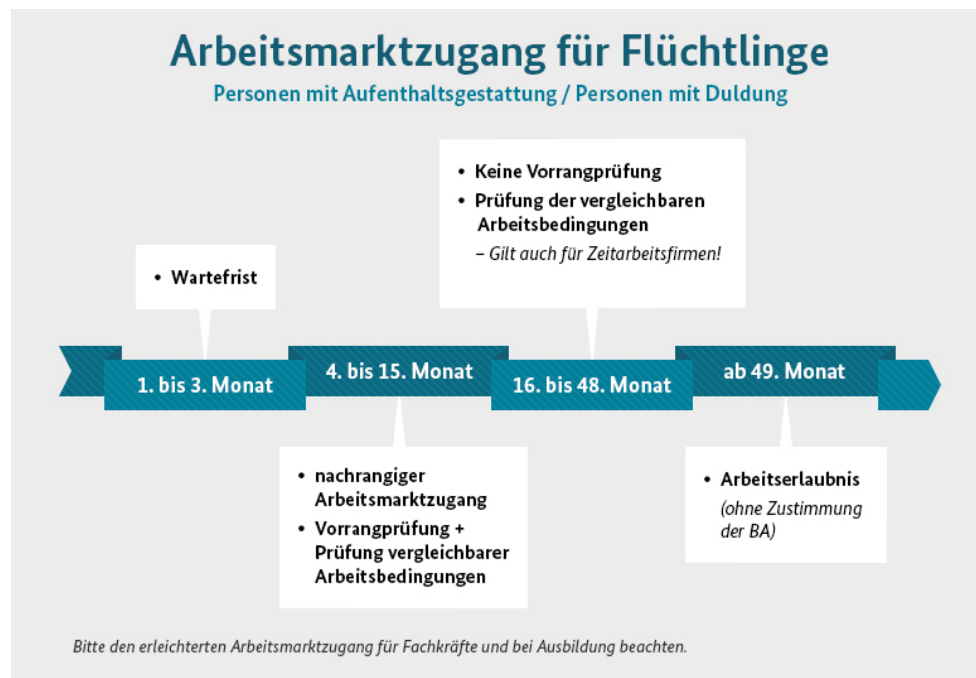 Arbeitsmarktzugang für Flüchtlinge
Personen mit Aufenthaltsgestattung / Personen mit Duldung
• Keine Vorrangprüfung
• Prüfung der vergleichbaren
Arbeitsbedingungen
– Gilt auch für Zeitarbeitsfirmen!
• Wartefrist
1. bis 3. Monat
4. bis 15. Monat
16. bis 48. Monat
ab 49. Monat
• nachrangiger
Arbeitsmarktzugang
• Vorrangprüfung +
Prüfung vergleichbarer
Arbeitsbedingungen
• Arbeitserlaubnis
(ohne Zustimmung
der BA)
Bitte den erleichterten Arbeitsmarktzugang für Fachkräfte und bei Ausbildung beachten.